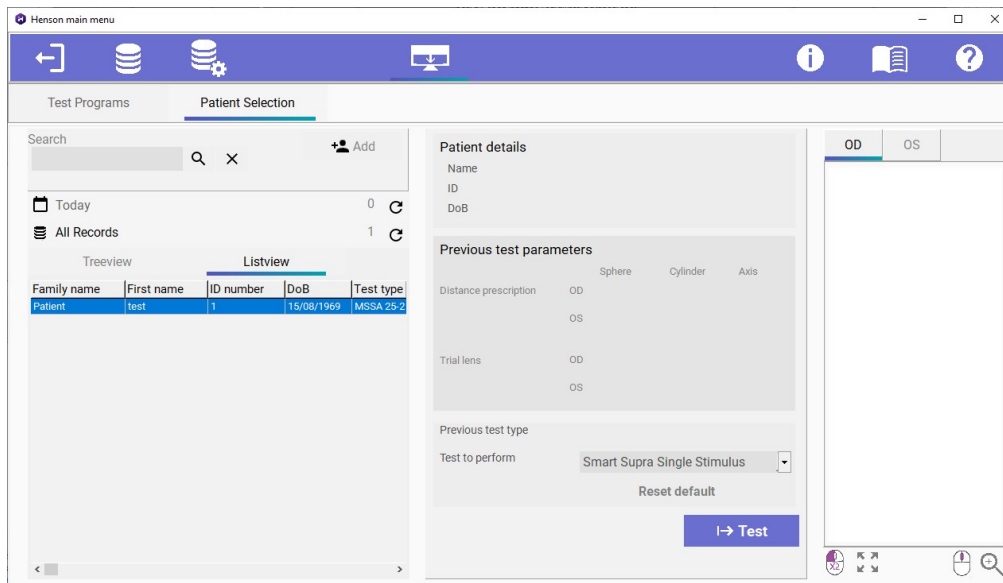 Henson main menu
Test Programs
Patient Selection
Search
Add
Today 0
All Records 1
Treeview
Listview
Family name First name ID number DoB Test type
Patient test 1 15/08/1969 MSSA 25-2
Patient details
Name
ID
DoB
Previous test parameters
Sphere Cylinder Axis
Distance prescription OD
OS
Trial lens OD
OS
Previous test type
Test to perform Smart Supra Single Stimulus
Reset default
Test
OD OS
X2